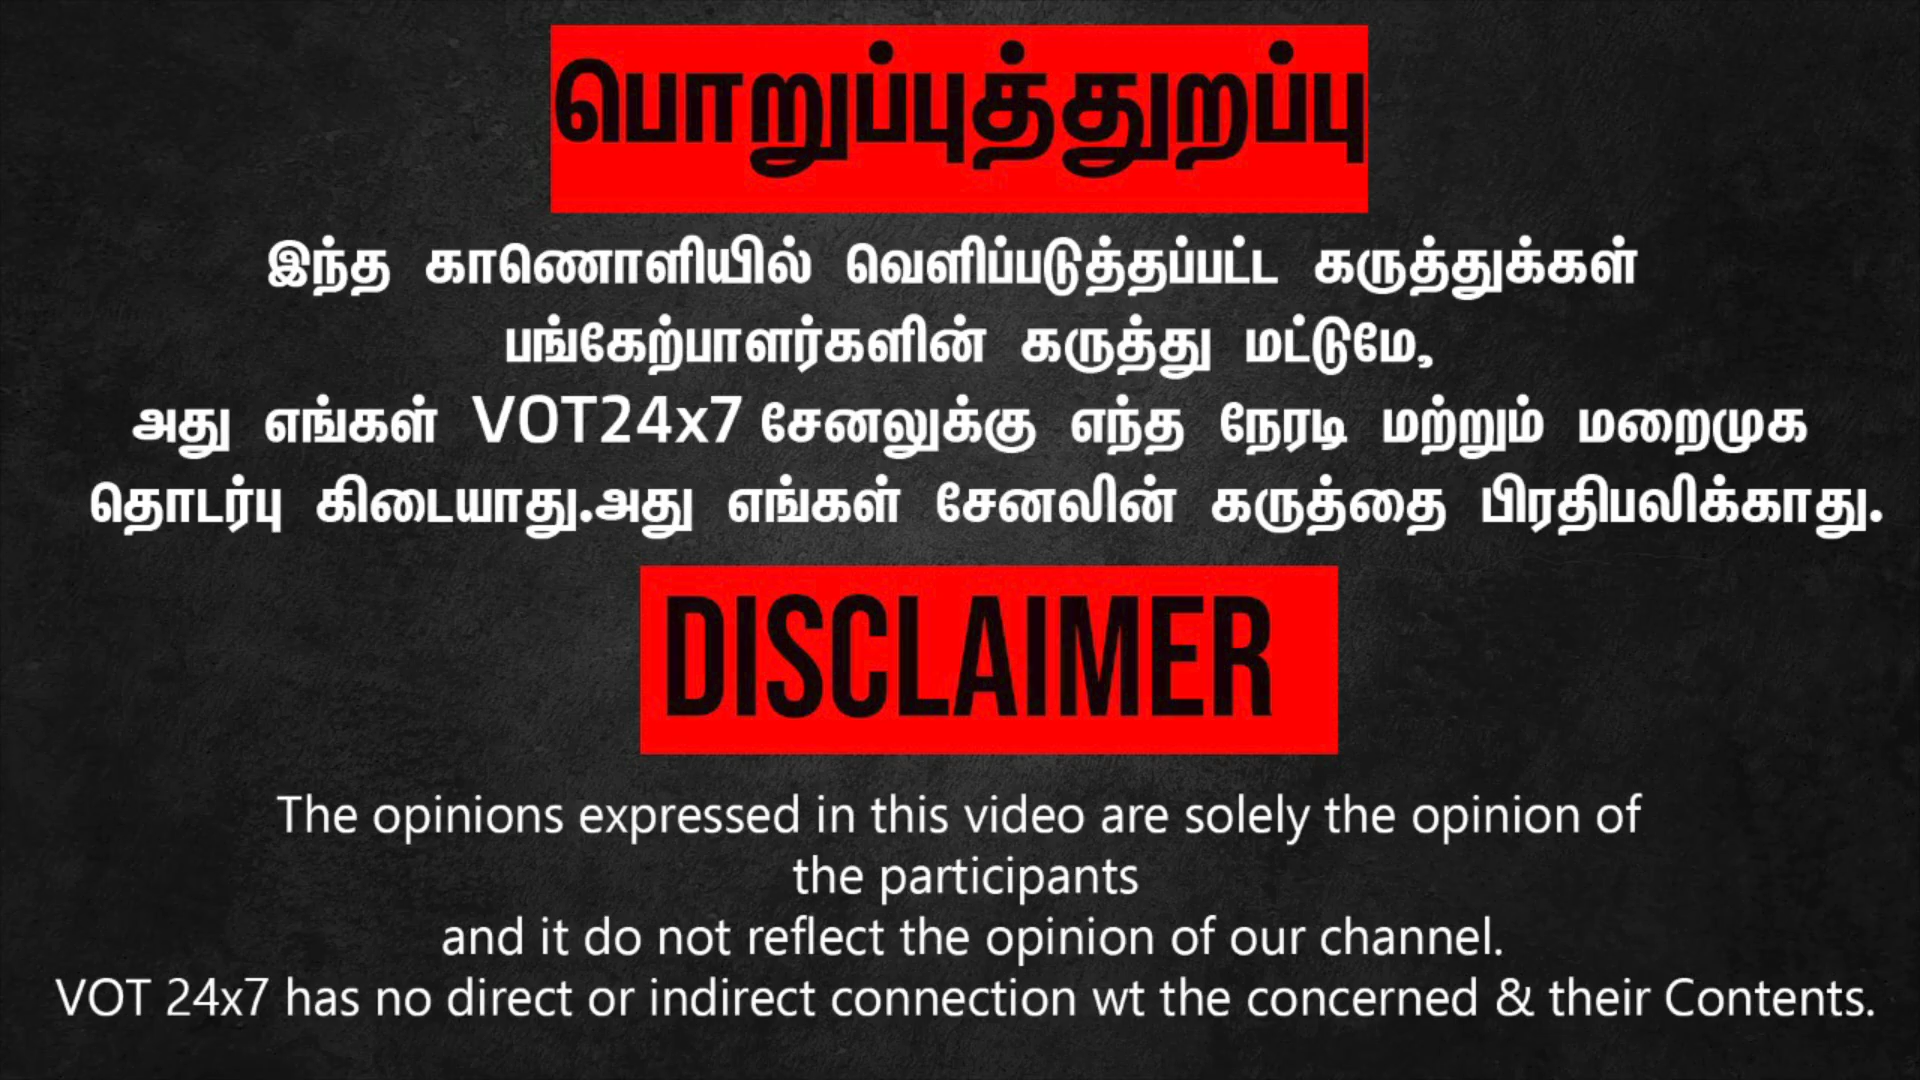 பொறுப்புத்துறப்பு
இந்த காணொளியில் வெளிப்படுத்தப்பட்ட கருத்துக்கள்
பங்கேற்பாளர்களின் கருத்து மட்டுமே,
அது எங்கள் VOT24x7 சேனலுக்கு எந்த நேரடி மற்றும் மறைமுக
தொடர்பு கிடையாது.அது எங்கள் சேனலின் கருத்தை பிரதிபலிக்காது.
DISCLAIMER
The opinions expressed in this video are solely the opinion of
the participants
and it do not reflect the opinion of our channel.
VOT 24x7 has no direct or indirect connection wt the concerned & their Contents.